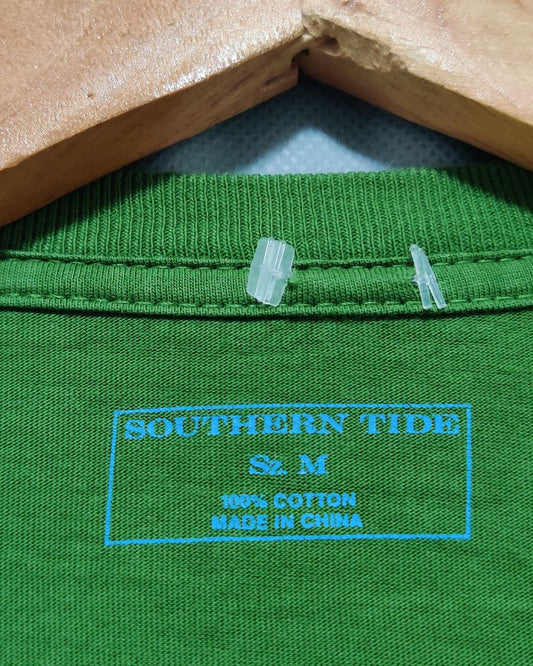 SOUTHERN TIDE
Sz. M
100% COTTON
MADE IN CHINA